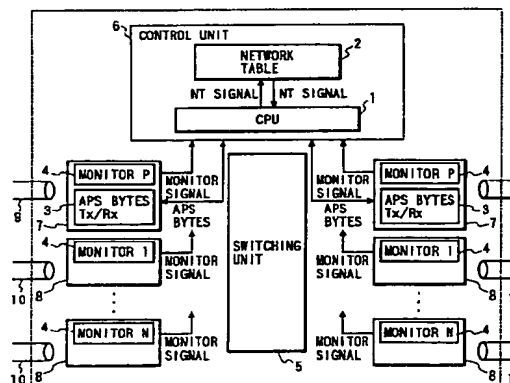 6
CONTROL UNIT
2
NETWORK
TABLE
NT SIGNAL NT SIGNAL
1
CPU
4
MONITOR P
APS BYTES
Tx/Rx
3
7
9
MONITOR
SIGNAL
APS
BYTES
4
MONITOR 1
8
10
MONITOR
SIGNAL
4
MONITOR N
8
10
MONITOR
SIGNAL
SWITCHING
UNIT
5
MONITOR
SIGNAL
APS
BYTES
MONITOR P
4
APS BYTES
Tx/Rx
3
7
MONITOR
SIGNAL
MONITOR 1
4
8
MONITOR
SIGNAL
MONITOR N
4
8